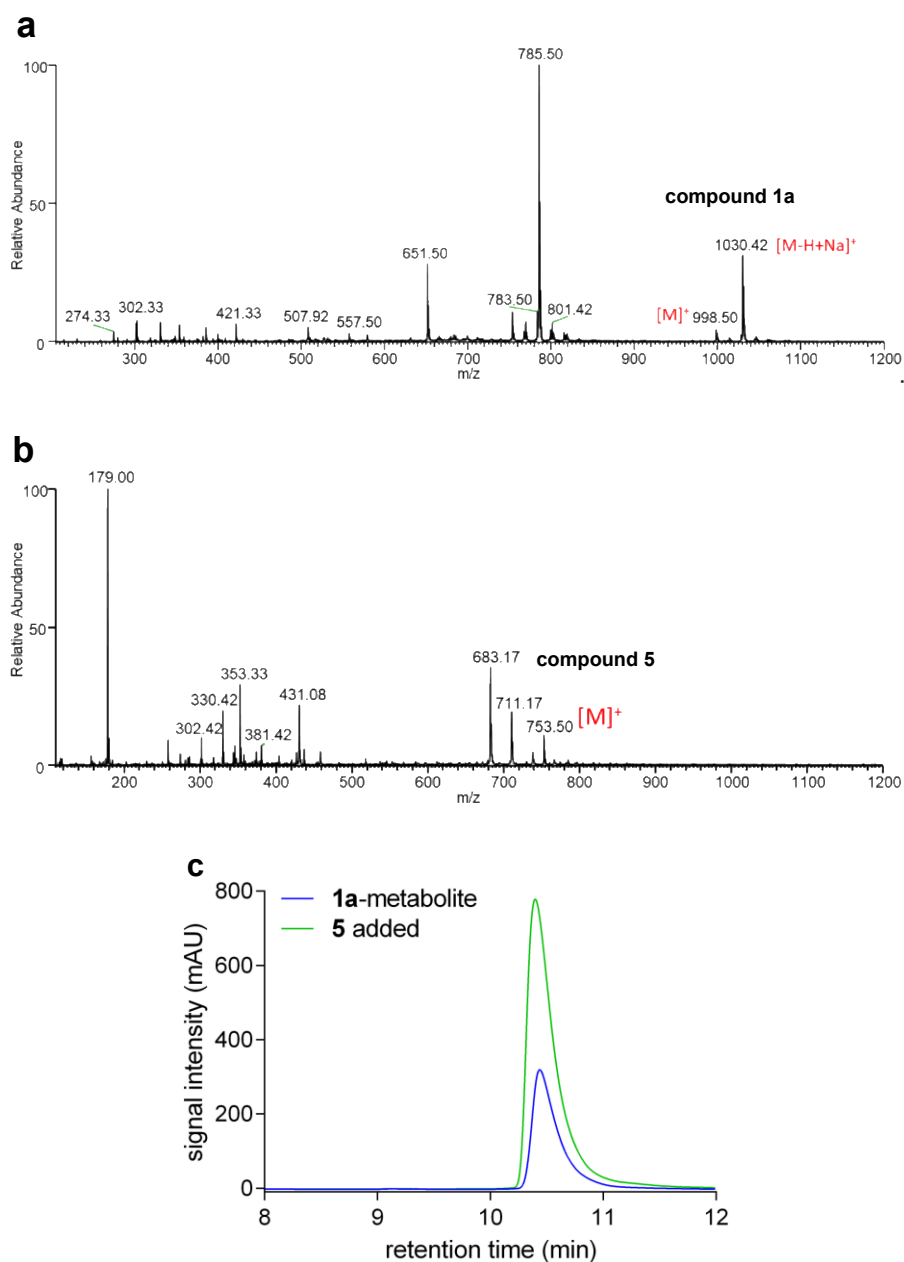 a
785.50
100
Relative Abundance
compound 1a
50
1030.42 [M-H+Na]⁺
651.50
783.50
801.42
[M]⁺ 998.50
274.33
302.33
421.33
507.92
557.50
0
300 400 500 600 700 800 900 1000 1100 1200
m/z
.
b
179.00
100
Relative Abundance
50
683.17 compound 5
353.33
330.42
431.08
711.17
[M]⁺
753.50
302.42
381.42
0
200 300 400 500 600 700 800 900 1000 1100 1200
m/z
c
800
1a-metabolite
5 added
600
signal intensity (mAU)
400
200
0
8 9 10 11 12
retention time (min)